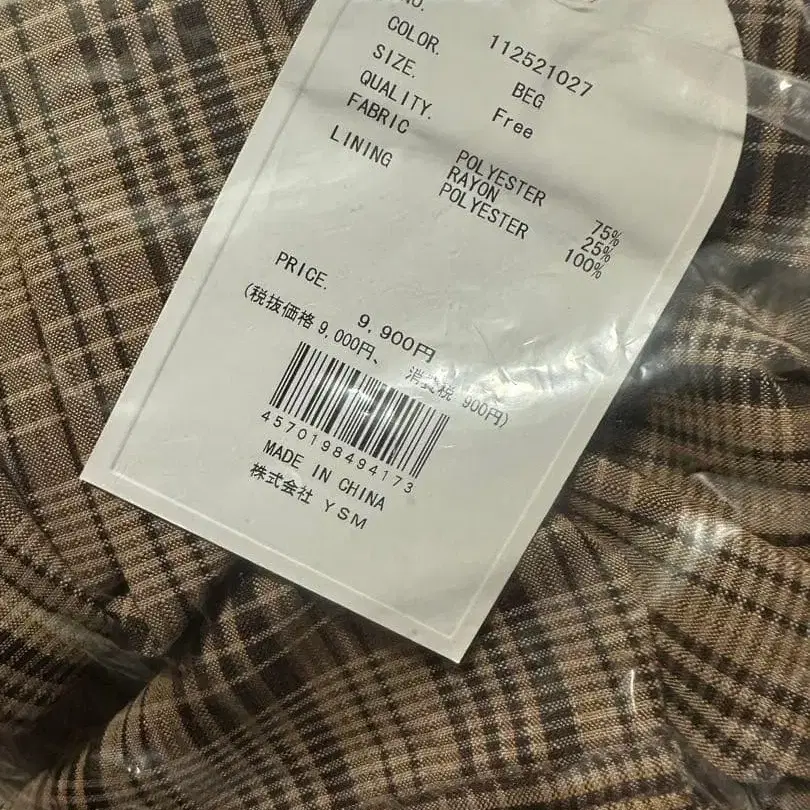 NO. 112521027
COLOR. BEG
SIZE. Free
QUALITY.
FABRIC POLYESTER 75%
RAYON 25%
LINING POLYESTER 100%
PRICE. 9,900円
(税抜価格 9,000円、 消費税 900円)
4570198494173
MADE IN CHINA
株式会社 YSM